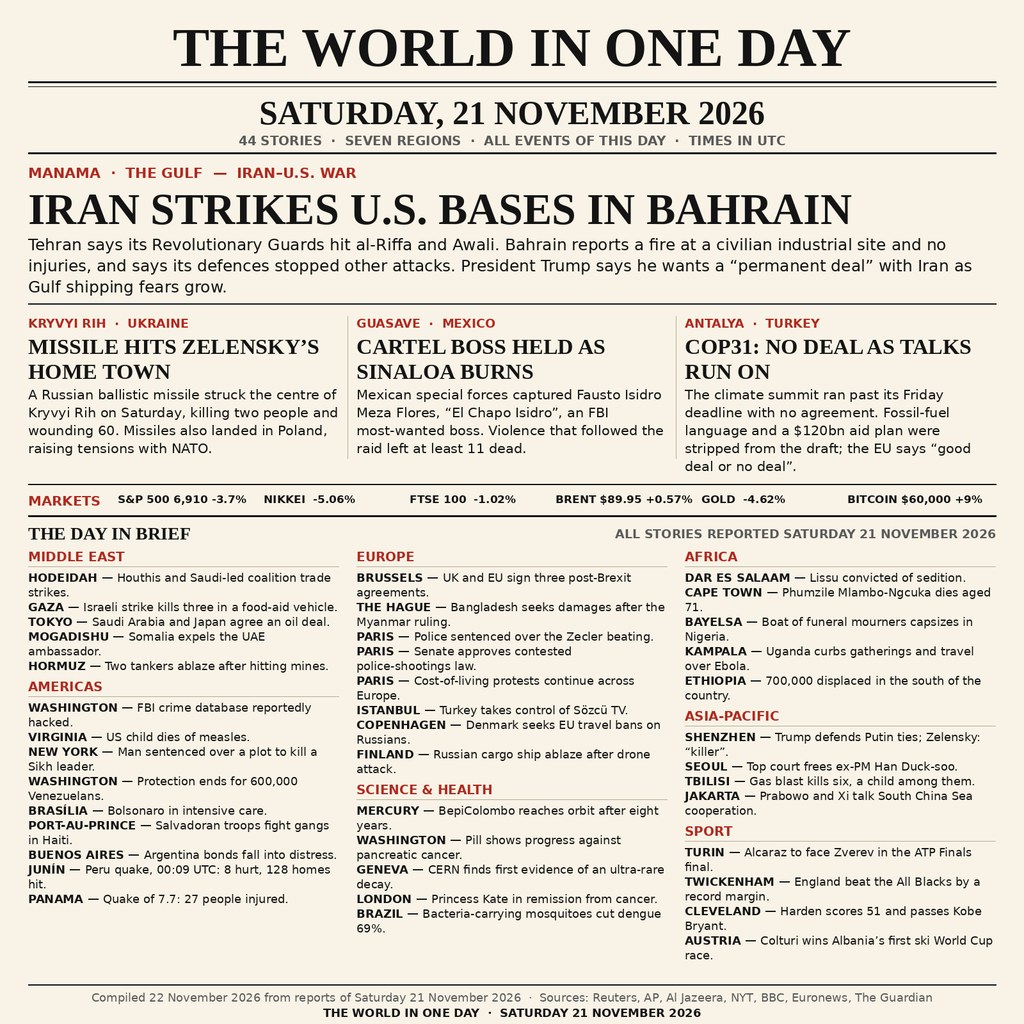 THE WORLD IN ONE DAY
SATURDAY, 21 NOVEMBER 2026
44 STORIES · SEVEN REGIONS · ALL EVENTS OF THIS DAY · TIMES IN UTC
MANAMA · THE GULF — IRAN–U.S. WAR
IRAN STRIKES U.S. BASES IN BAHRAIN
Tehran says its Revolutionary Guards hit al-Riffa and Awali. Bahrain reports a fire at a civilian industrial site and no
injuries, and says its defences stopped other attacks. President Trump says he wants a “permanent deal” with Iran as
Gulf shipping fears grow.
KRYVYI RIH · UKRAINE
MISSILE HITS ZELENSKY’S
HOME TOWN
A Russian ballistic missile struck the centre of
Kryvyi Rih on Saturday, killing two people and
wounding 60. Missiles also landed in Poland,
raising tensions with NATO.
GUASAVE · MEXICO
CARTEL BOSS HELD AS
SINALOA BURNS
Mexican special forces captured Fausto Isidro
Meza Flores, “El Chapo Isidro”, an FBI
most-wanted boss. Violence that followed the
raid left at least 11 dead.
ANTALYA · TURKEY
COP31: NO DEAL AS TALKS
RUN ON
The climate summit ran past its Friday
deadline with no agreement. Fossil-fuel
language and a $120bn aid plan were
stripped from the draft; the EU says “good
deal or no deal”.
MARKETS S&P 500 6,910 -3.7% NIKKEI -5.06% FTSE 100 -1.02% BRENT $89.95 +0.57% GOLD -4.62% BITCOIN $60,000 +9%
THE DAY IN BRIEF
ALL STORIES REPORTED SATURDAY 21 NOVEMBER 2026
MIDDLE EAST
HODEIDAH — Houthis and Saudi-led coalition trade
strikes.
GAZA — Israeli strike kills three in a food-aid vehicle.
TOKYO — Saudi Arabia and Japan agree an oil deal.
MOGADISHU — Somalia expels the UAE
ambassador.
HORMUZ — Two tankers ablaze after hitting mines.
AMERICAS
WASHINGTON — FBI crime database reportedly
hacked.
VIRGINIA — US child dies of measles.
NEW YORK — Man sentenced over a plot to kill a
Sikh leader.
WASHINGTON — Protection ends for 600,000
Venezuelans.
BRASÍLIA — Bolsonaro in intensive care.
PORT-AU-PRINCE — Salvadoran troops fight gangs
in Haiti.
BUENOS AIRES — Argentina bonds fall into distress.
JUNÍN — Peru quake, 00:09 UTC: 8 hurt, 128 homes
hit.
PANAMA — Quake of 7.7: 27 people injured.
EUROPE
BRUSSELS — UK and EU sign three post-Brexit
agreements.
THE HAGUE — Bangladesh seeks damages after the
Myanmar ruling.
PARIS — Police sentenced over the Zecler beating.
PARIS — Senate approves contested
police-shootings law.
PARIS — Cost-of-living protests continue across
Europe.
ISTANBUL — Turkey takes control of Sözcü TV.
COPENHAGEN — Denmark seeks EU travel bans on
Russians.
FINLAND — Russian cargo ship ablaze after drone
attack.
SCIENCE & HEALTH
MERCURY — BepiColombo reaches orbit after eight
years.
WASHINGTON — Pill shows progress against
pancreatic cancer.
GENEVA — CERN finds first evidence of an ultra-rare
decay.
LONDON — Princess Kate in remission from cancer.
BRAZIL — Bacteria-carrying mosquitoes cut dengue
69%.
AFRICA
DAR ES SALAAM — Lissu convicted of sedition.
CAPE TOWN — Phumzile Mlambo-Ngcuka dies aged
71.
BAYELSA — Boat of funeral mourners capsizes in
Nigeria.
KAMPALA — Uganda curbs gatherings and travel
over Ebola.
ETHIOPIA — 700,000 displaced in the south of the
country.
ASIA-PACIFIC
SHENZHEN — Trump defends Putin ties; Zelensky:
“killer”.
SEOUL — Top court frees ex-PM Han Duck-soo.
TBILISI — Gas blast kills six, a child among them.
JAKARTA — Prabowo and Xi talk South China Sea
cooperation.
SPORT
TURIN — Alcaraz to face Zverev in the ATP Finals
final.
TWICKENHAM — England beat the All Blacks by a
record margin.
CLEVELAND — Harden scores 51 and passes Kobe
Bryant.
AUSTRIA — Colturi wins Albania’s first ski World Cup
race.
Compiled 22 November 2026 from reports of Saturday 21 November 2026 · Sources: Reuters, AP, Al Jazeera, NYT, BBC, Euronews, The Guardian
THE WORLD IN ONE DAY · SATURDAY 21 NOVEMBER 2026